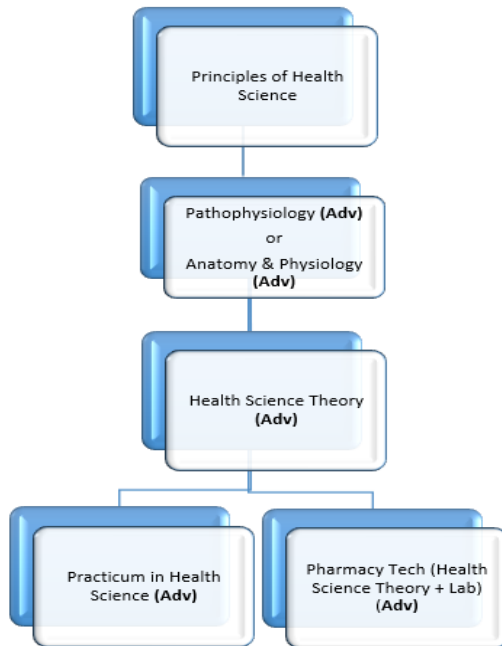 Principles of Health
Science
Pathophysiology (Adv)
or
Anatomy & Physiology
(Adv)
Health Science Theory
(Adv)
Practicum in Health
Science (Adv)
Pharmacy Tech (Health
Science Theory + Lab)
(Adv)